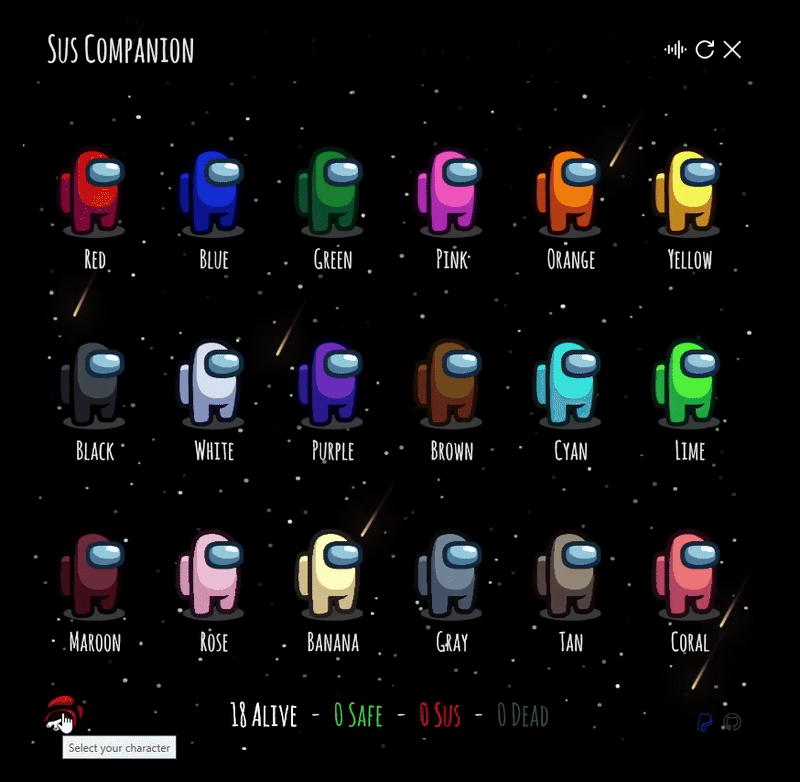 Sus Companion
Red Blue Green Pink Orange Yellow
Black White Purple Brown Cyan Lime
Maroon Rose Banana Gray Tan Coral
18 Alive - 0 Safe - 0 Sus - 0 Dead
Select your character